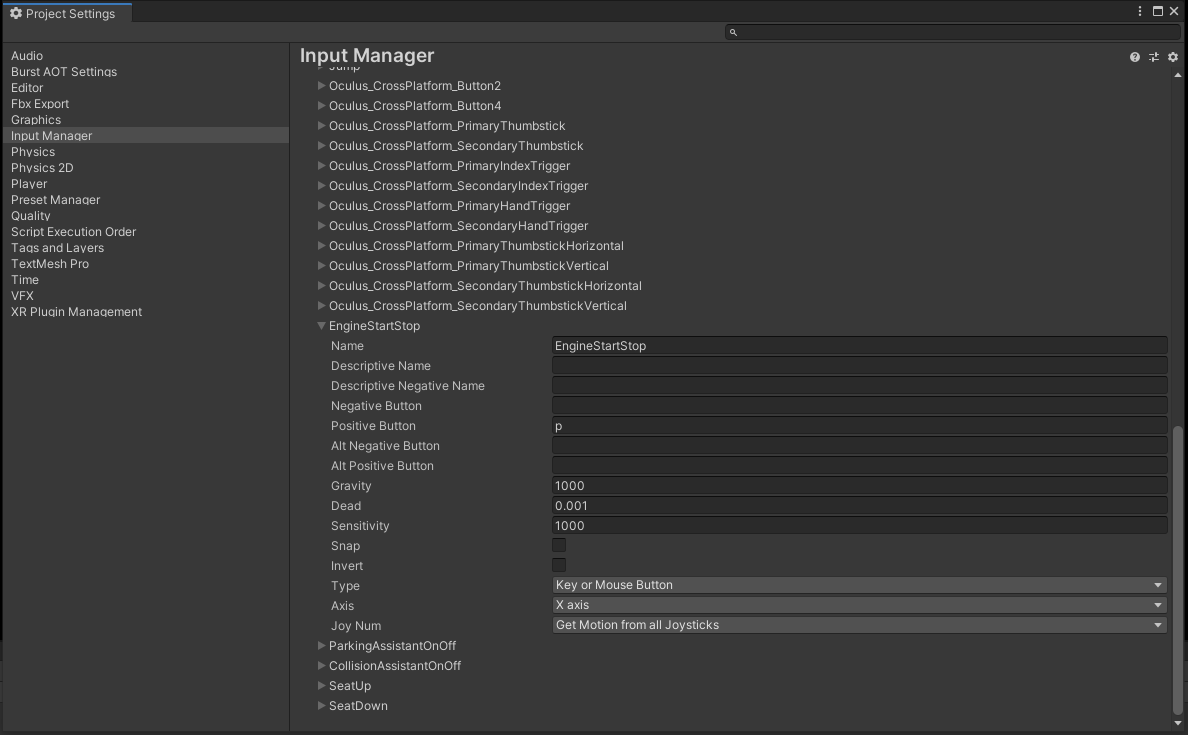 Project Settings
Audio
Burst AOT Settings
Editor
Fbx Export
Graphics
Input Manager
Physics
Physics 2D
Player
Preset Manager
Quality
Script Execution Order
Tags and Layers
TextMesh Pro
Time
VFX
XR Plugin Management
Input Manager
Jump
Oculus_CrossPlatform_Button2
Oculus_CrossPlatform_Button4
Oculus_CrossPlatform_PrimaryThumbstick
Oculus_CrossPlatform_SecondaryThumbstick
Oculus_CrossPlatform_PrimaryIndexTrigger
Oculus_CrossPlatform_SecondaryIndexTrigger
Oculus_CrossPlatform_PrimaryHandTrigger
Oculus_CrossPlatform_SecondaryHandTrigger
Oculus_CrossPlatform_PrimaryThumbstickHorizontal
Oculus_CrossPlatform_PrimaryThumbstickVertical
Oculus_CrossPlatform_SecondaryThumbstickHorizontal
Oculus_CrossPlatform_SecondaryThumbstickVertical
EngineStartStop
Name EngineStartStop
Descriptive Name
Descriptive Negative Name
Negative Button
Positive Button p
Alt Negative Button
Alt Positive Button
Gravity 1000
Dead 0.001
Sensitivity 1000
Snap
Invert
Type Key or Mouse Button
Axis X axis
Joy Num Get Motion from all Joysticks
ParkingAssistantOnOff
CollisionAssistantOnOff
SeatUp
SeatDown